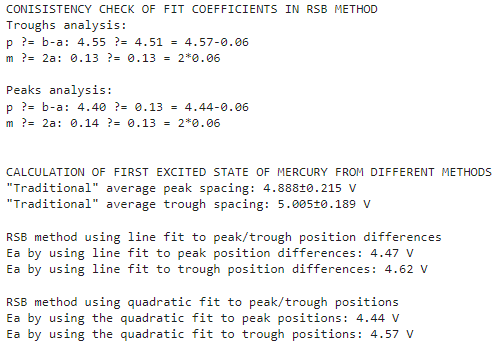 CONISISTENCY CHECK OF FIT COEFFICIENTS IN RSB METHOD
Troughs analysis:
p ?= b-a: 4.55 ?= 4.51 = 4.57-0.06
m ?= 2a: 0.13 ?= 0.13 = 2*0.06
Peaks analysis:
p ?= b-a: 4.40 ?= 0.13 = 4.44-0.06
m ?= 2a: 0.14 ?= 0.13 = 2*0.06
CALCULATION OF FIRST EXCITED STATE OF MERCURY FROM DIFFERENT METHODS
"Traditional" average peak spacing: 4.888±0.215 V
"Traditional" average trough spacing: 5.005±0.189 V
RSB method using line fit to peak/trough position differences
Ea by using line fit to peak position differences: 4.47 V
Ea by using line fit to trough position differences: 4.62 V
RSB method using quadratic fit to peak/trough positions
Ea by using the quadratic fit to peak positions: 4.44 V
Ea by using the quadratic fit to trough positions: 4.57 V